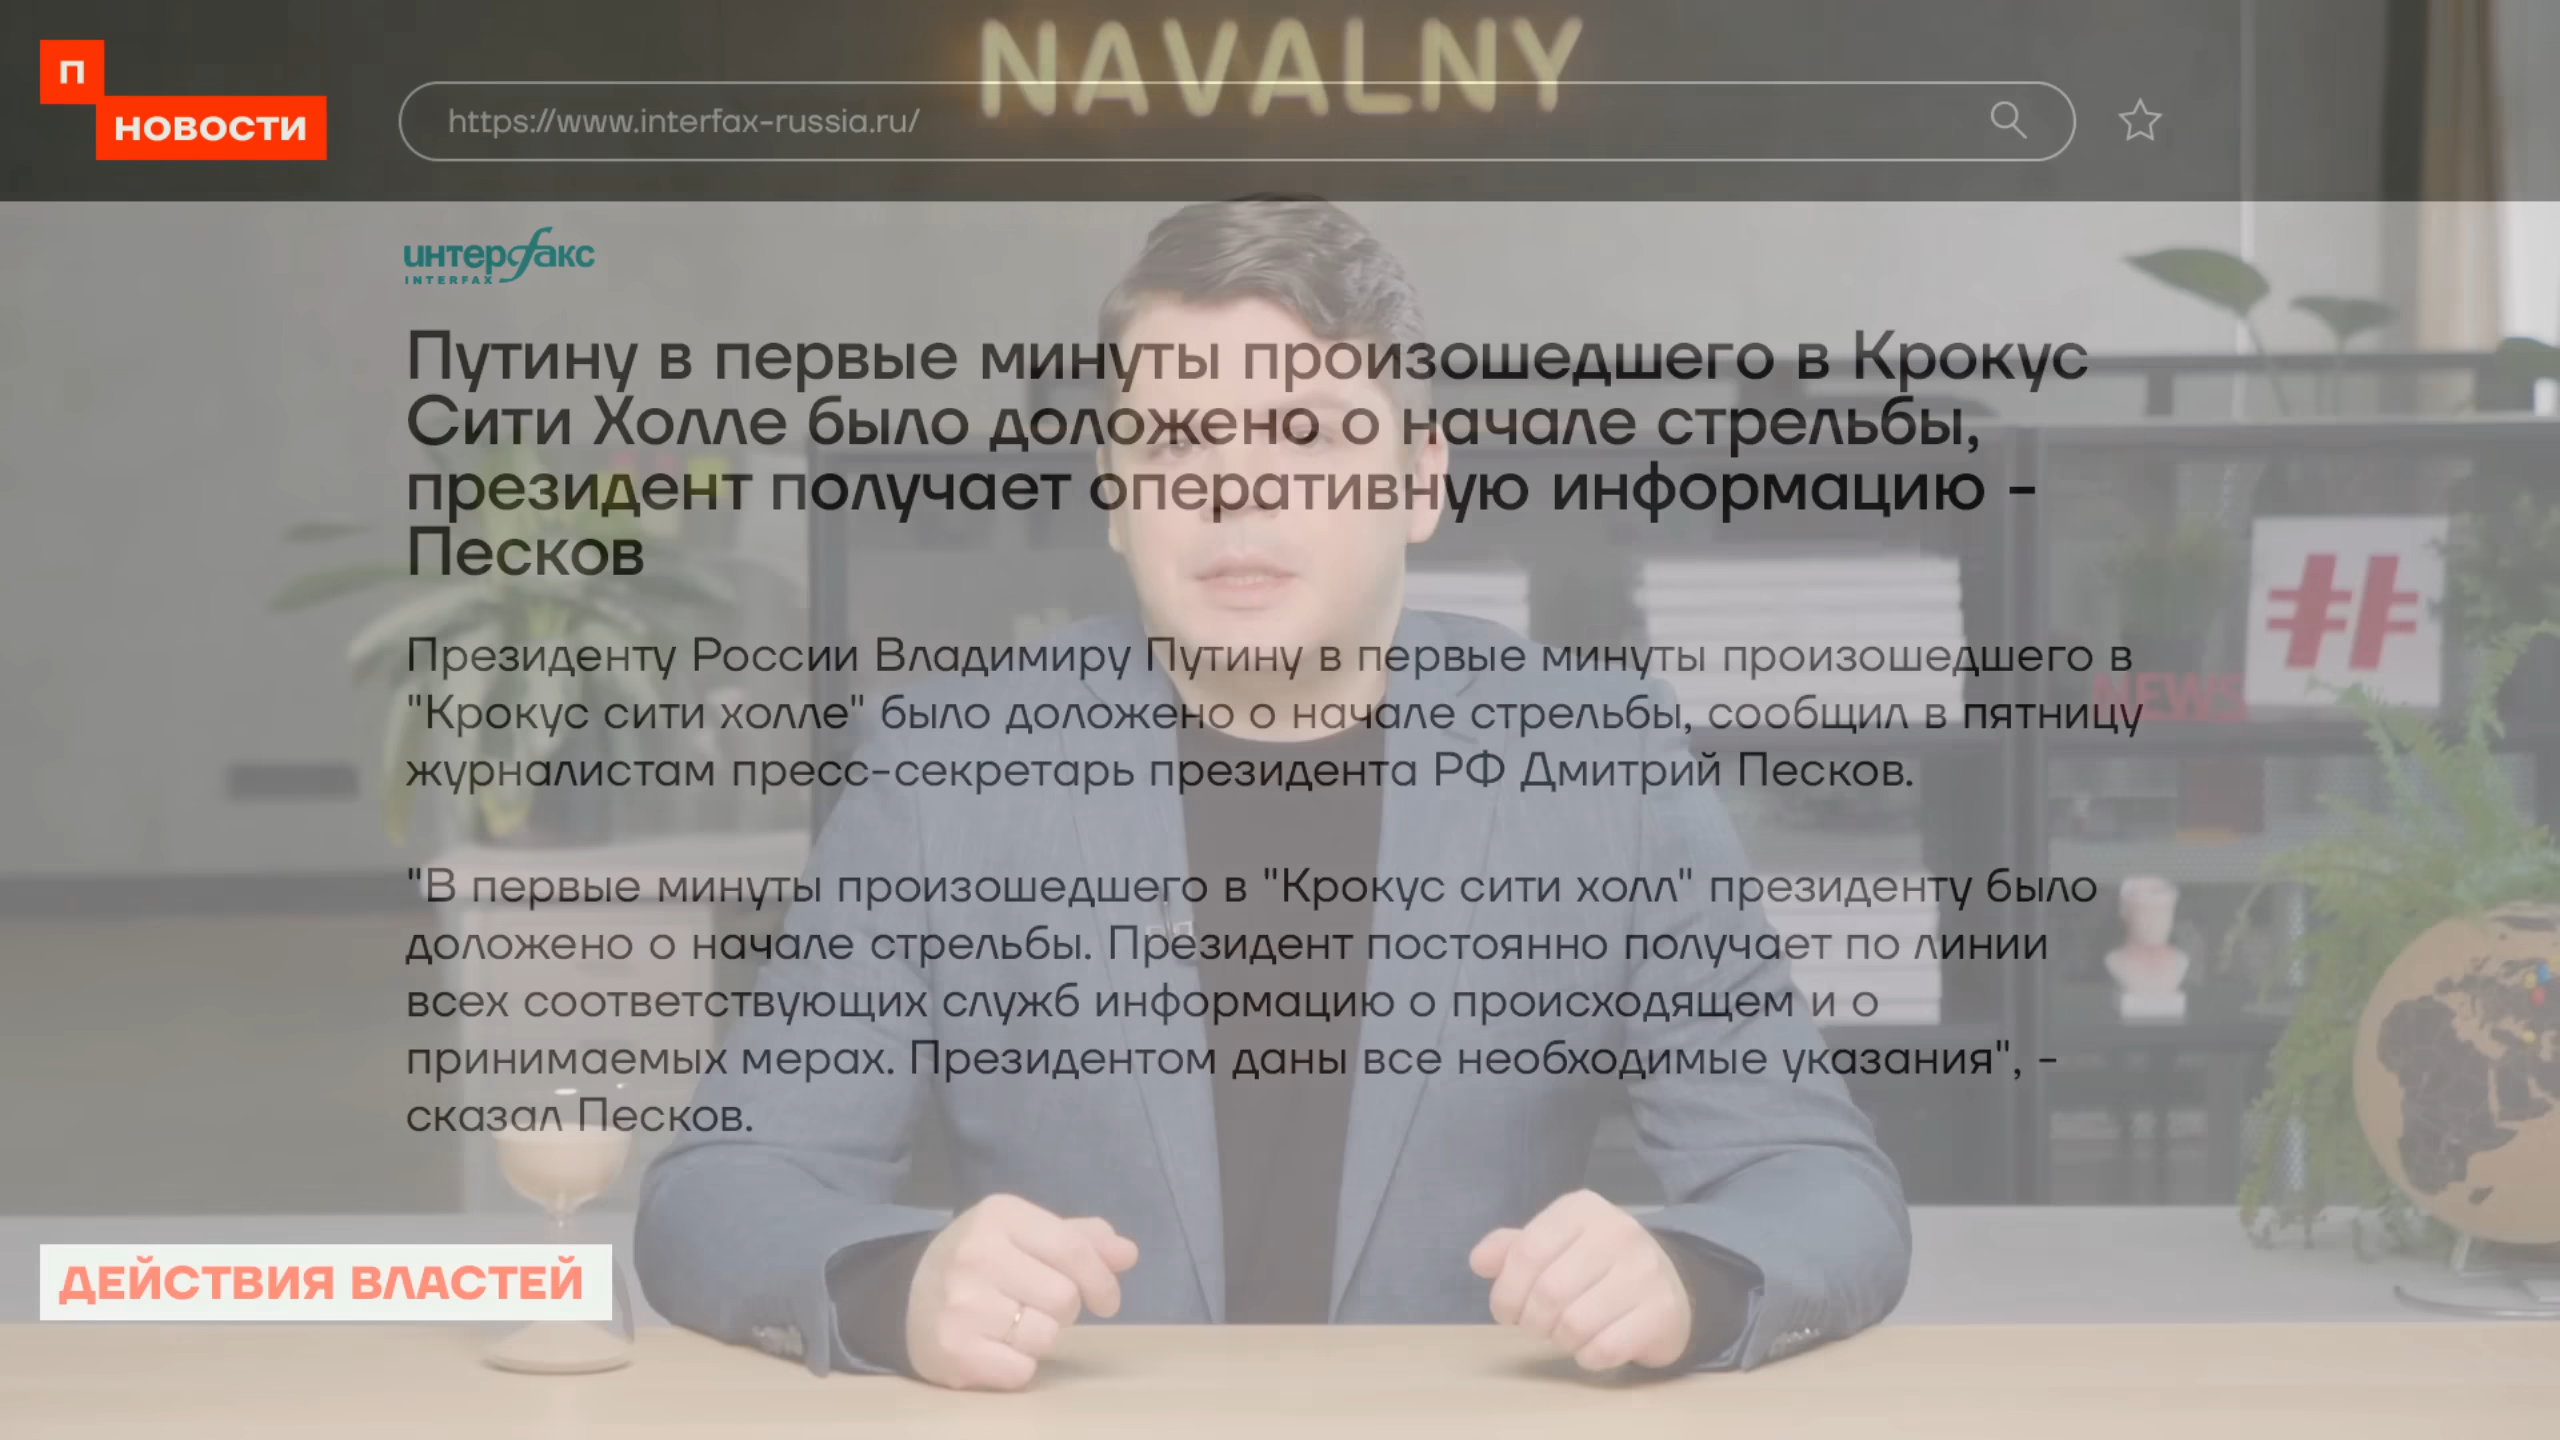 NAVALNY
П
НОВОСТИ
https://www.interfax-russia.ru/
интерфакс
INTERFAX
Путину в первые минуты произошедшего в Крокус
Сити Холле было доложено о начале стрельбы,
президент получает оперативную информацию -
Песков
Президенту России Владимиру Путину в первые минуты произошедшего в
"Крокус сити холле" было доложено о начале стрельбы, сообщил в пятницу
журналистам пресс-секретарь президента РФ Дмитрий Песков.
"В первые минуты произошедшего в "Крокус сити холл" президенту было
доложено о начале стрельбы. Президент постоянно получает по линии
всех соответствующих служб информацию о происходящем и о
принимаемых мерах. Президентом даны все необходимые указания", -
сказал Песков.
#
NEWS
ДЕЙСТВИЯ ВЛАСТЕЙ